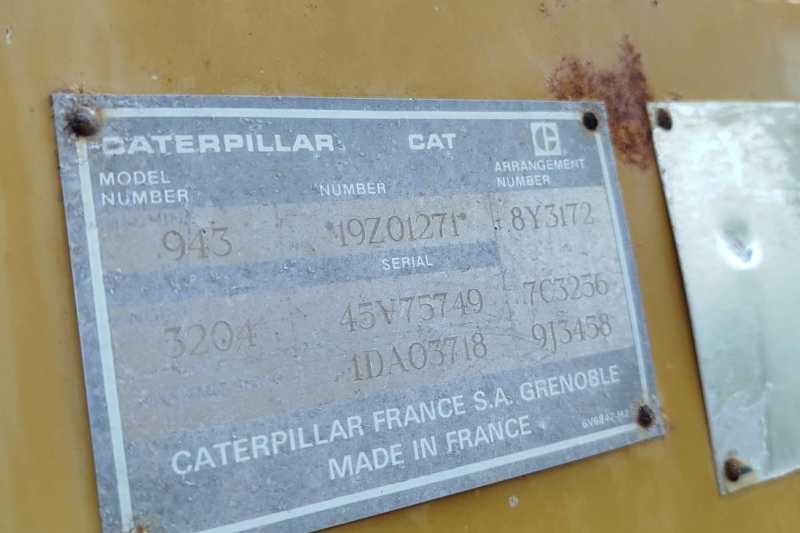 CATERPILLAR CAT C
MODEL NUMBER NUMBER ARRANGEMENT NUMBER
943 *19Z01271* 8Y3172
SERIAL
3204 45V75749 7C3236
1DA03718 9J3458
CATERPILLAR FRANCE S.A. GRENOBLE
MADE IN FRANCE